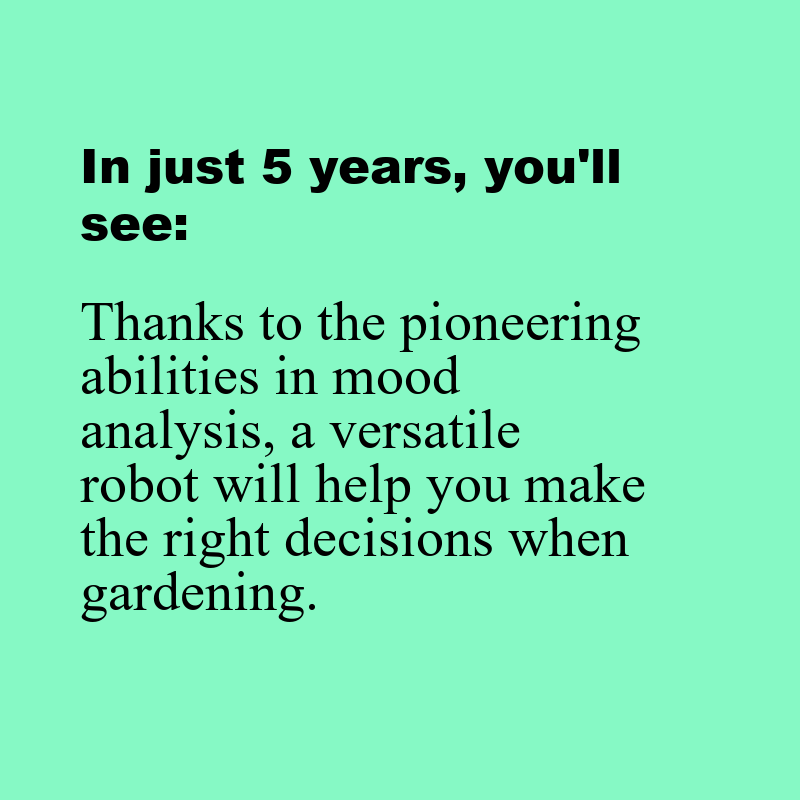 In just 5 years, you'll
see:
Thanks to the pioneering
abilities in mood
analysis, a versatile
robot will help you make
the right decisions when
gardening.